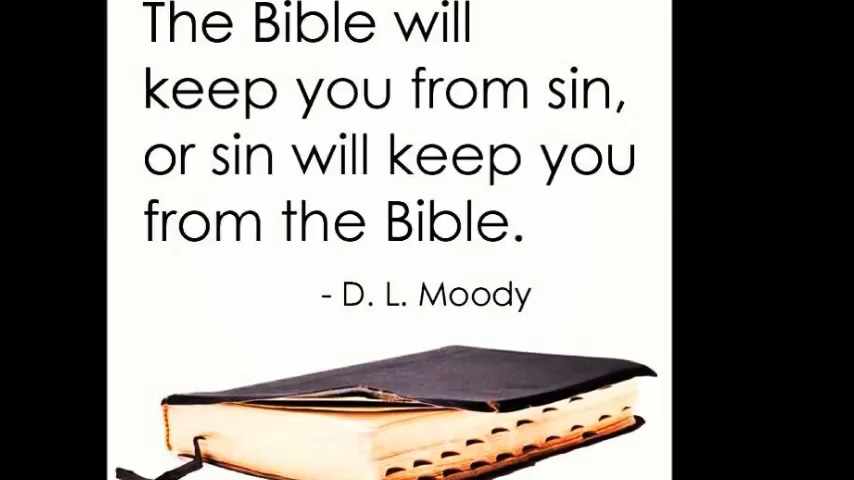 The Bible will
keep you from sin,
or sin will keep you
from the Bible.
- D. L. Moody